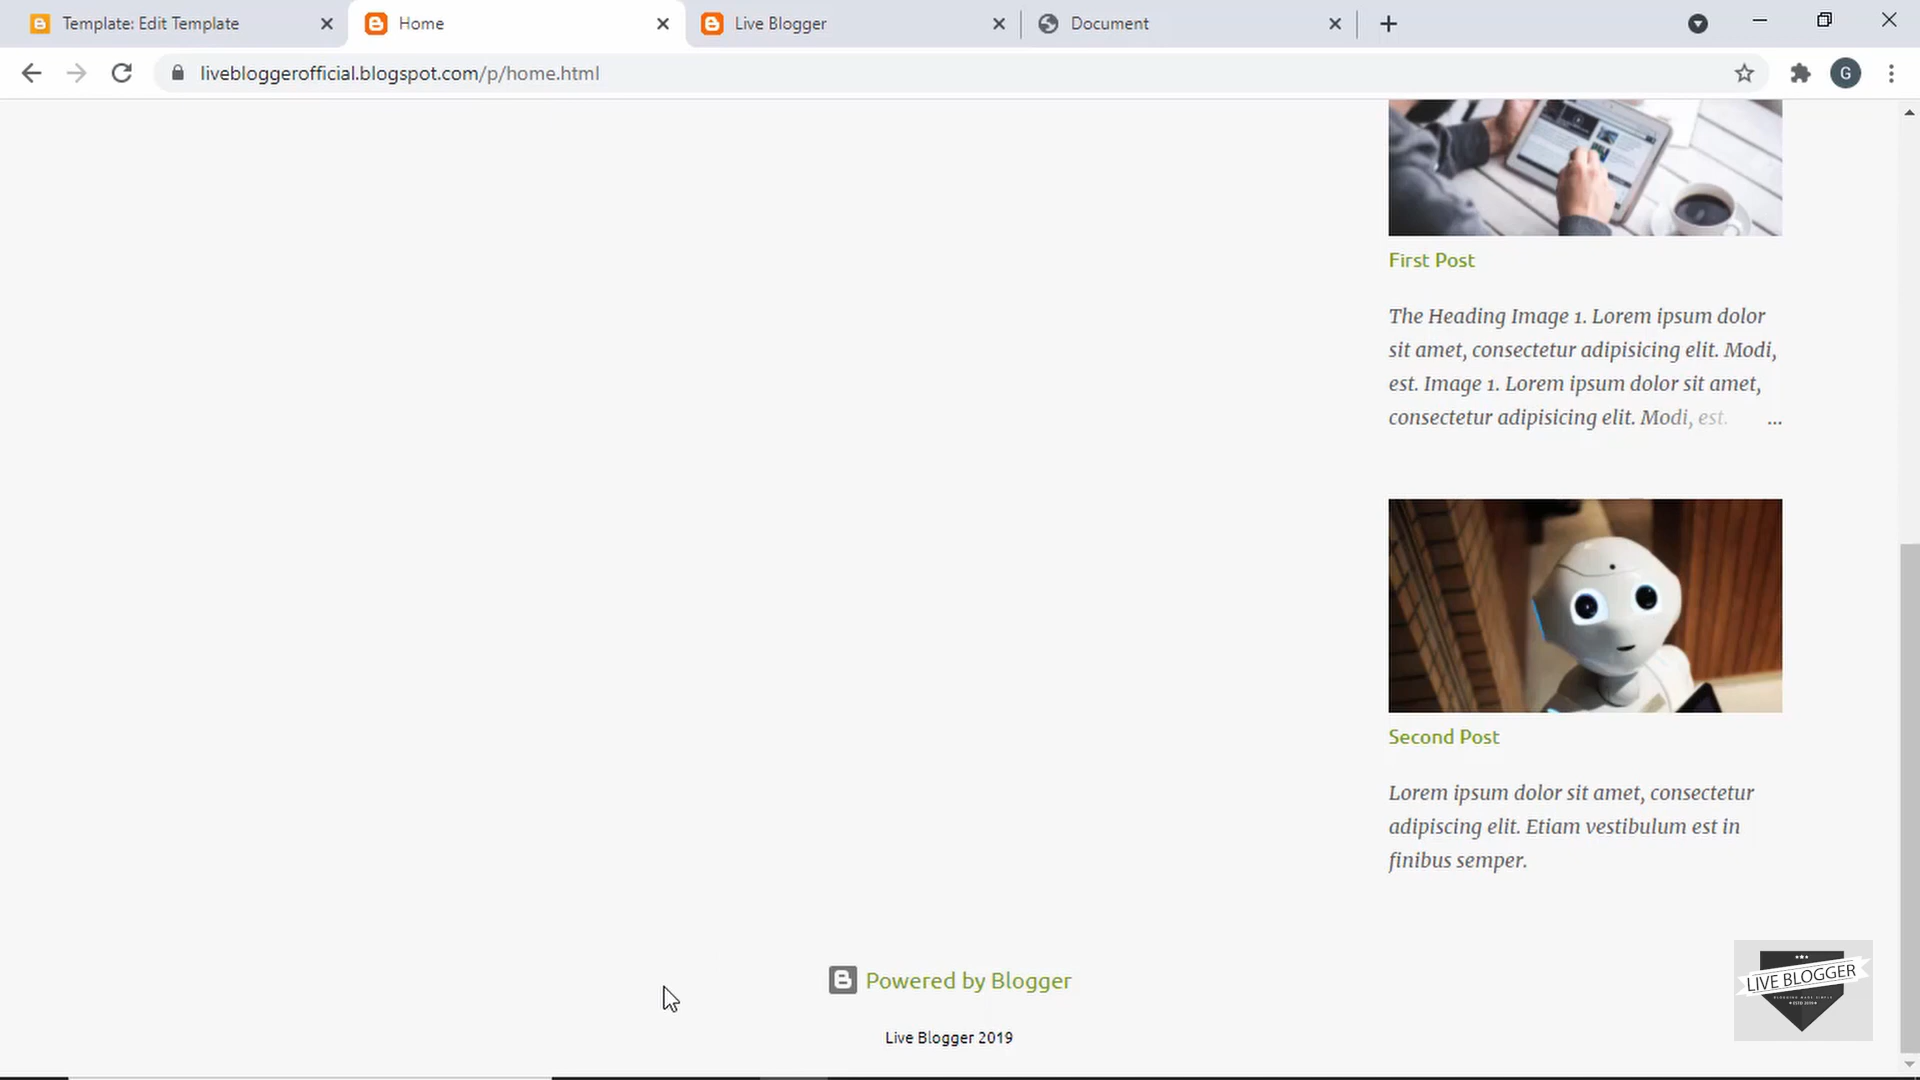 Template: Edit Template
Home
Live Blogger
Document
livebloggerofficial.blogspot.com/p/home.html
G
First Post
The Heading Image 1. Lorem ipsum dolor
sit amet, consectetur adipisicing elit. Modi,
est. Image 1. Lorem ipsum dolor sit amet,
consectetur adipisicing elit. Modi, est. ...
Second Post
Lorem ipsum dolor sit amet, consectetur
adipiscing elit. Etiam vestibulum est in
finibus semper.
Powered by Blogger
LIVE BLOGGER
Live Blogger 2019